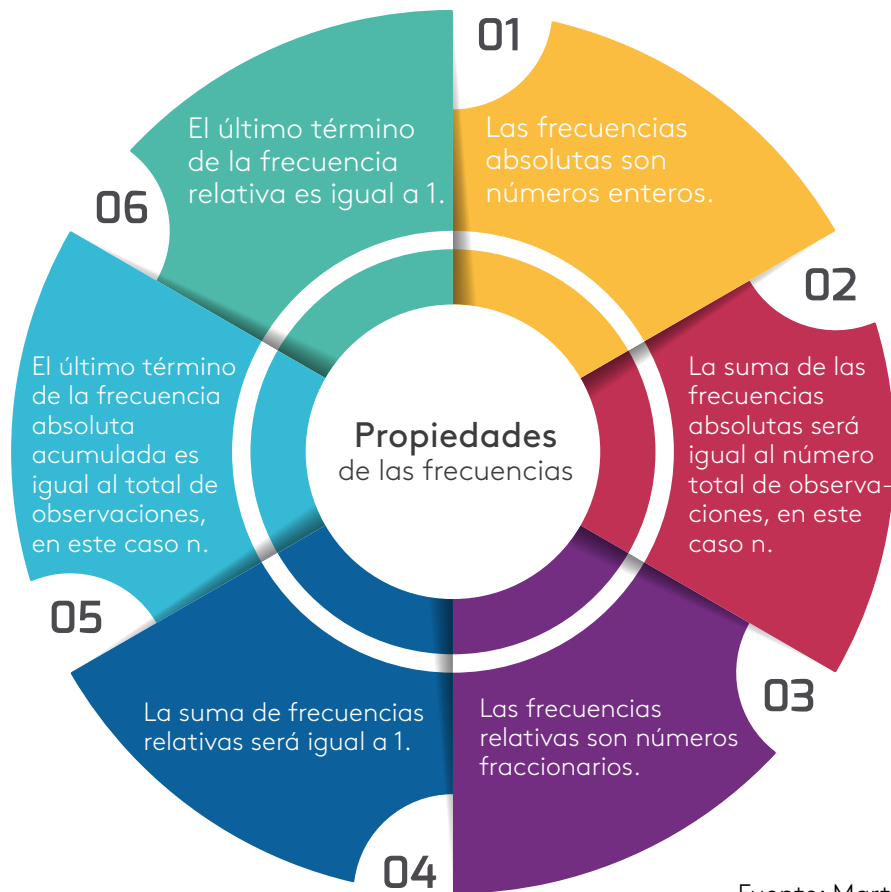 Propiedades
de las frecuencias
01
Las frecuencias
absolutas son
números enteros.
02
La suma de las
frecuencias
absolutas será
igual al número
total de observa-
ciones, en este
caso n.
03
Las frecuencias
relativas son números
fraccionarios.
04
La suma de frecuencias
relativas será igual a 1.
05
El último término
de la frecuencia
absoluta
acumulada es
igual al total de
observaciones,
en este caso n.
06
El último término
de la frecuencia
relativa es igual a 1.